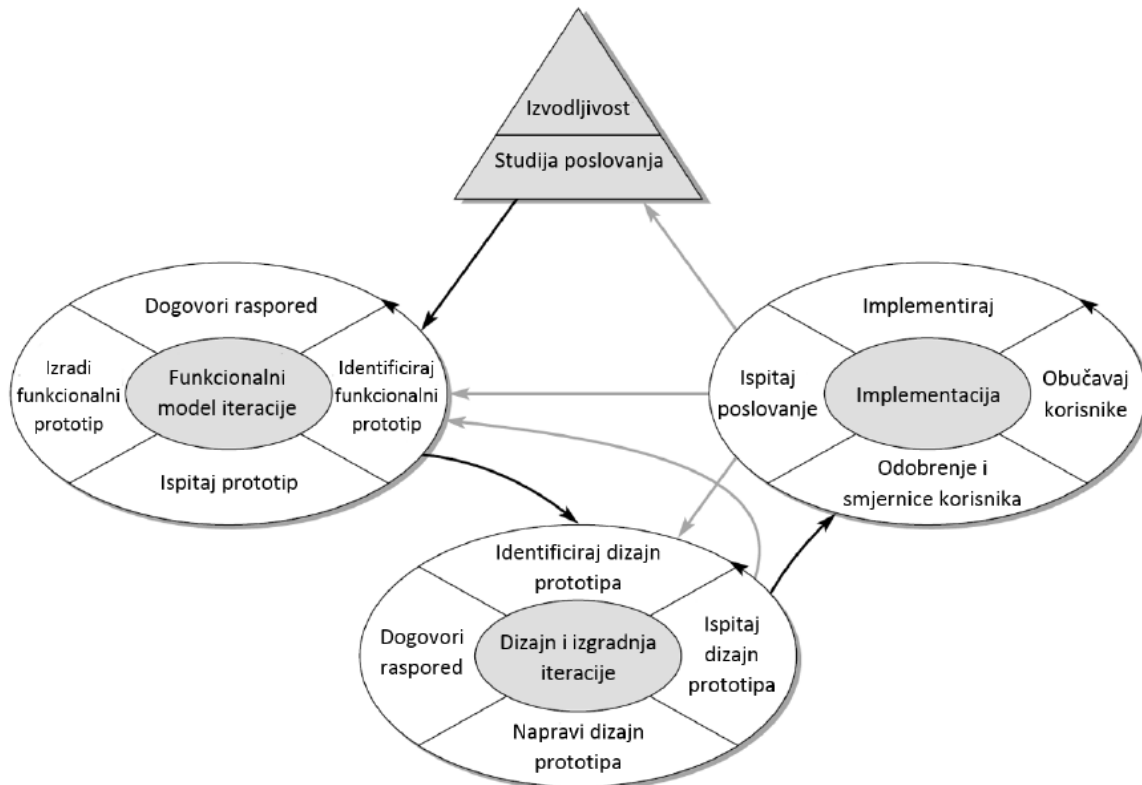 Izvodljivost
Studija poslovanja
Dogovori raspored
Izradi
funkcionalni
prototip
Funkcionalni
model iteracije
Identificiraj
funkcionalni
prototip
Ispitaj prototip
Implementiraj
Ispitaj
poslovanje
Implementacija
Obučavaj
korisnike
Odobrenje i
smjernice korisnika
Identificiraj dizajn
prototipa
Dogovori
raspored
Dizajn i izgradnja
iteracije
Ispitaj
dizajn
prototipa
Napravi dizajn
prototipa